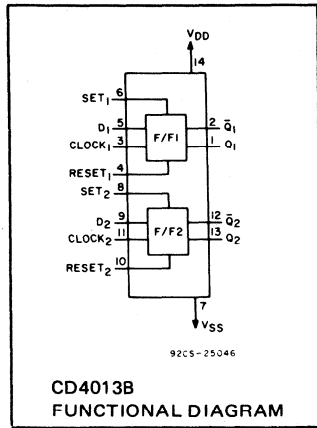 VDD
14
6
SET1
5
D1
F/F1
2
Q̅1
3
CLOCK1
1
Q1
4
RESET1
8
SET2
9
D2
F/F2
12
Q̅2
11
CLOCK2
13
Q2
10
RESET2
7
VSS
92CS-25046
CD4013B
FUNCTIONAL DIAGRAM